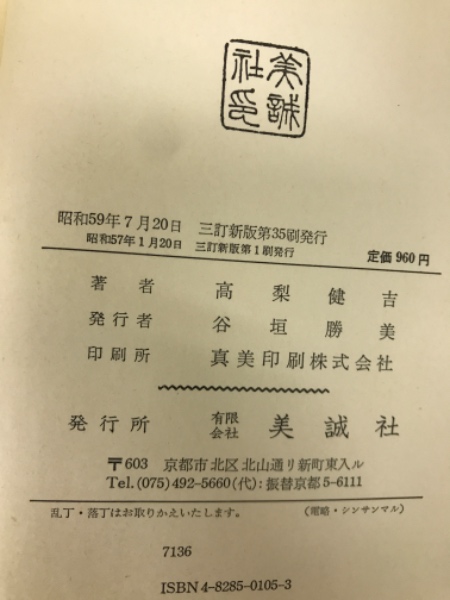 美誠
社印
昭和59年7月20日 三訂新版第35刷発行
昭和57年1月20日 三訂新版第1刷発行 定価 960円
著者 高梨健吉
発行者 谷垣勝美
印刷所 真美印刷株式会社
発行所 有限会社 美誠社
〒603 京都市北区北山通リ新町東入ル
Tel. (075) 492-5660(代)：振替京都5-6111
乱丁・落丁はお取りかえいたします。 (電略・シンサンマル)
7136
ISBN4-8285-0105-3